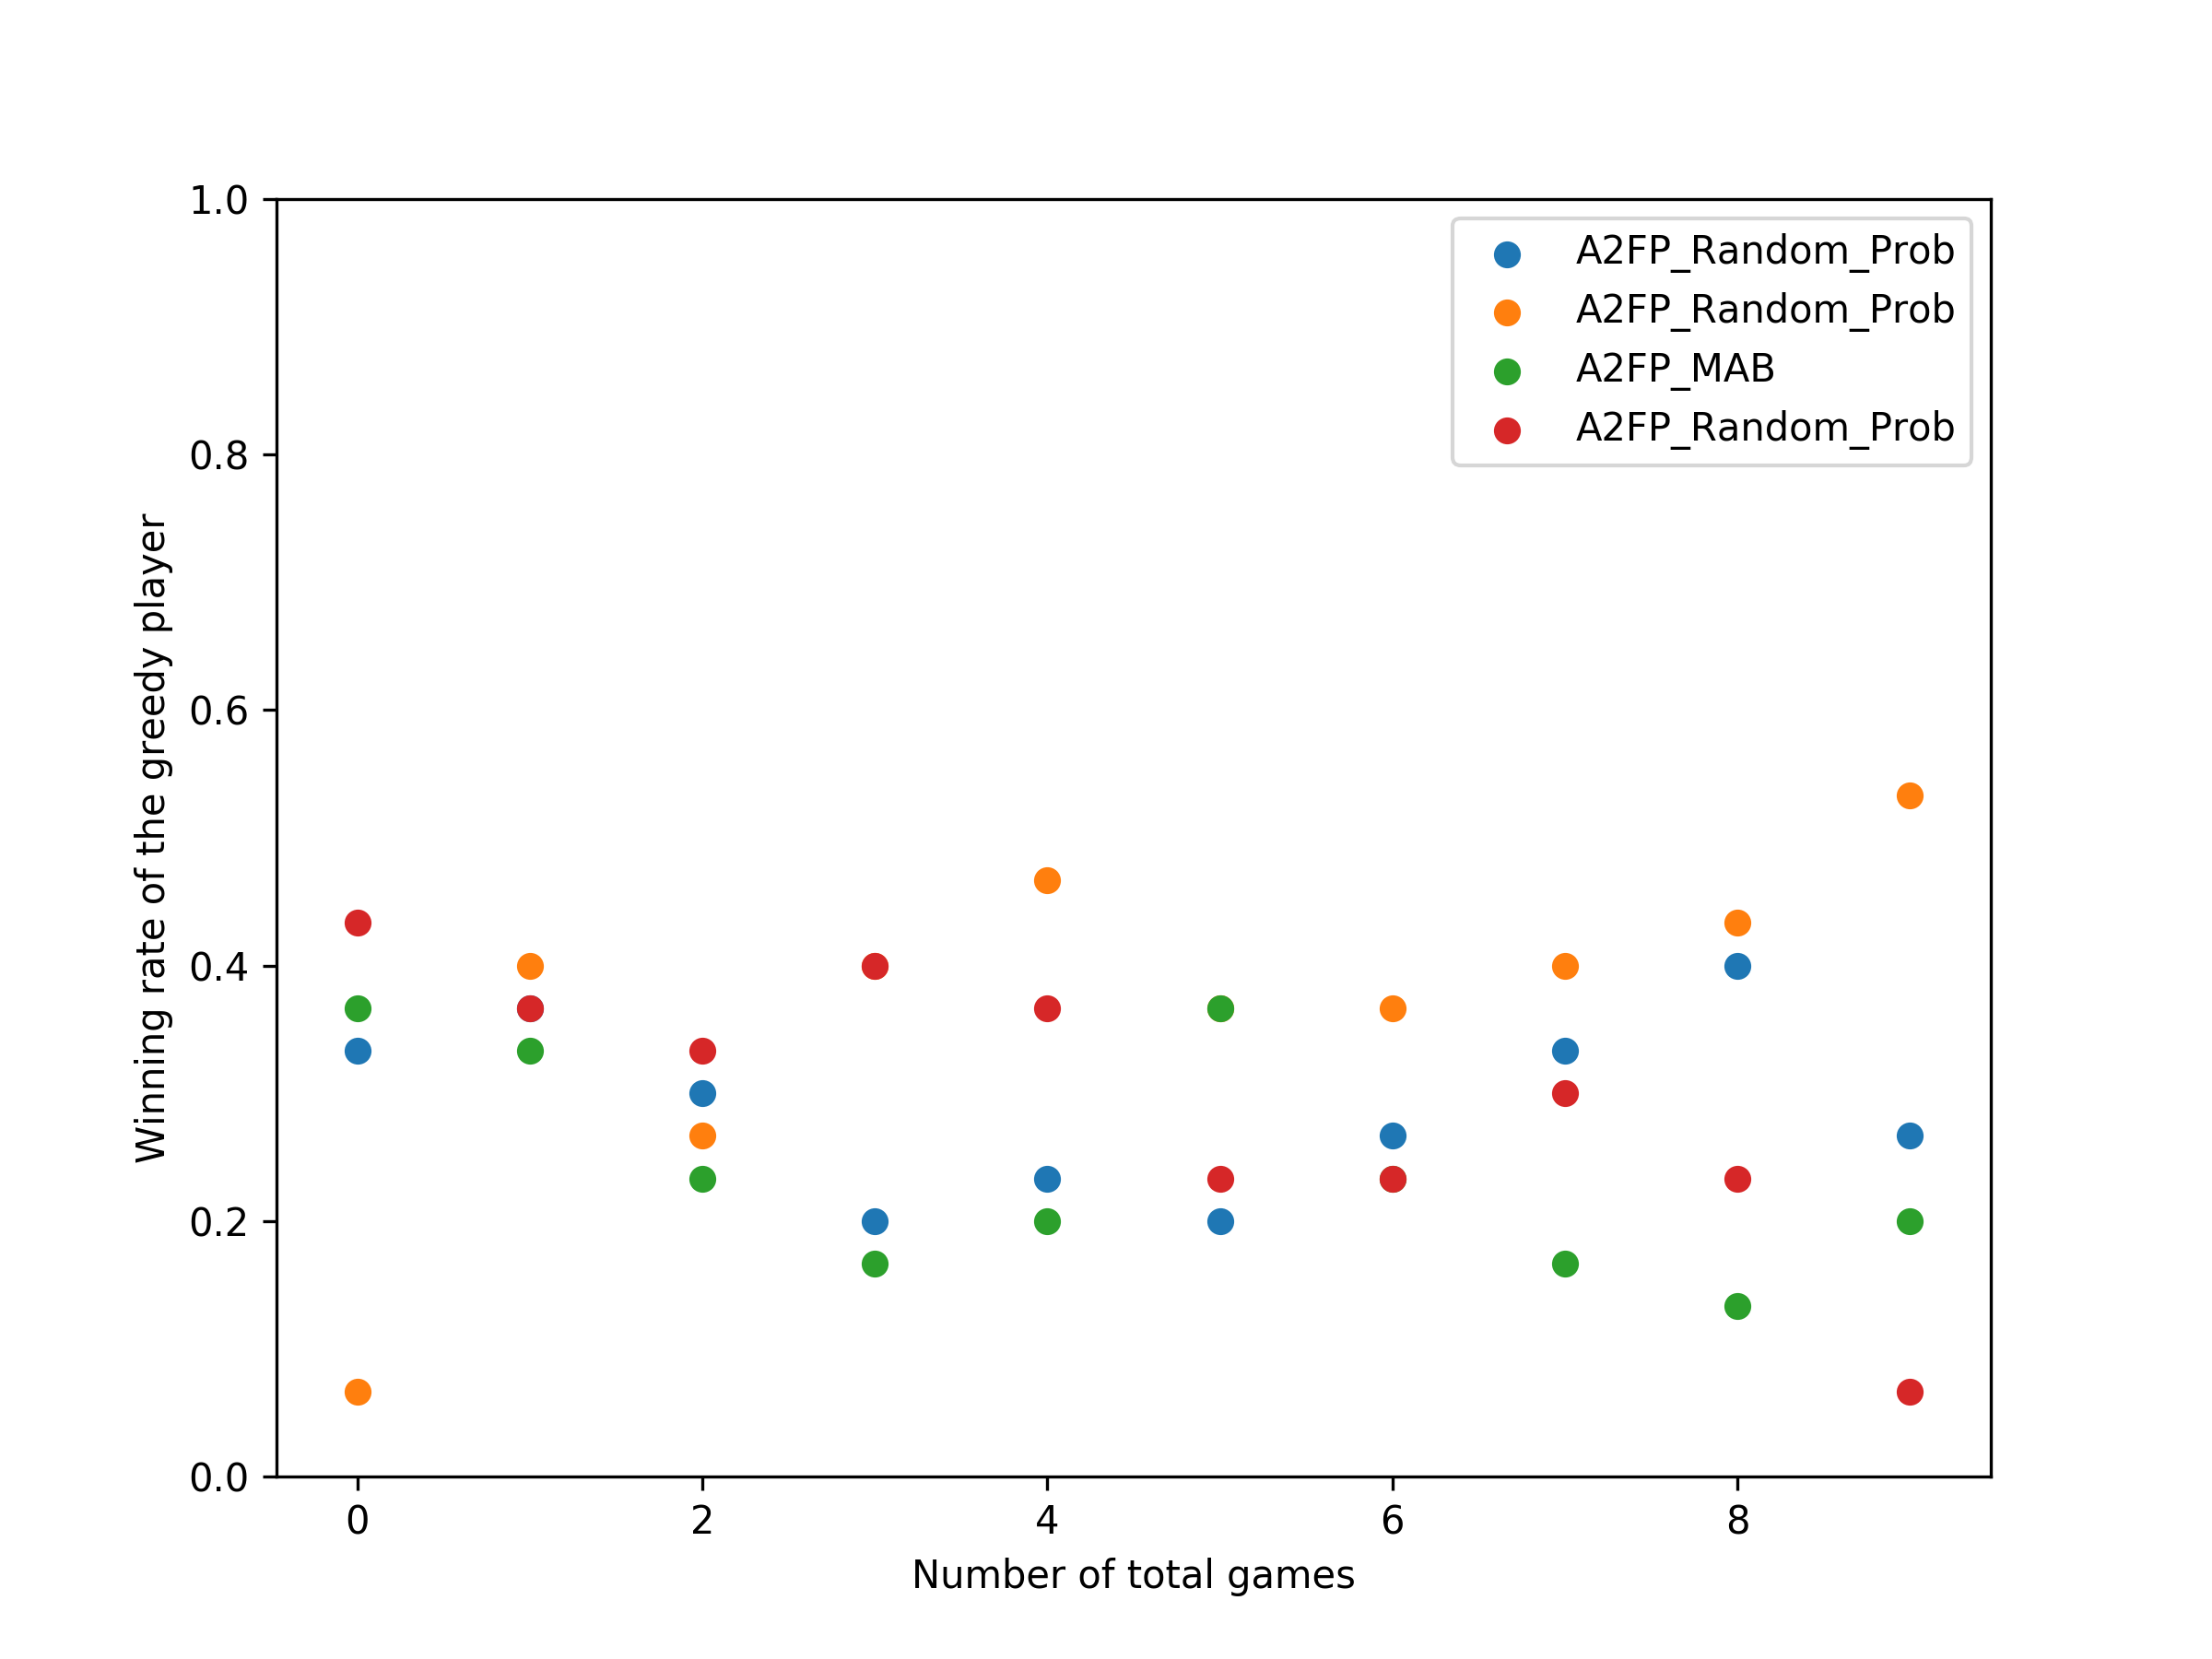 1.0
0.8
0.6
0.4
0.2
0.0
Winning rate of the greedy player
A2FP_Random_Prob
A2FP_Random_Prob
A2FP_MAB
A2FP_Random_Prob
0 2 4 6 8
Number of total games